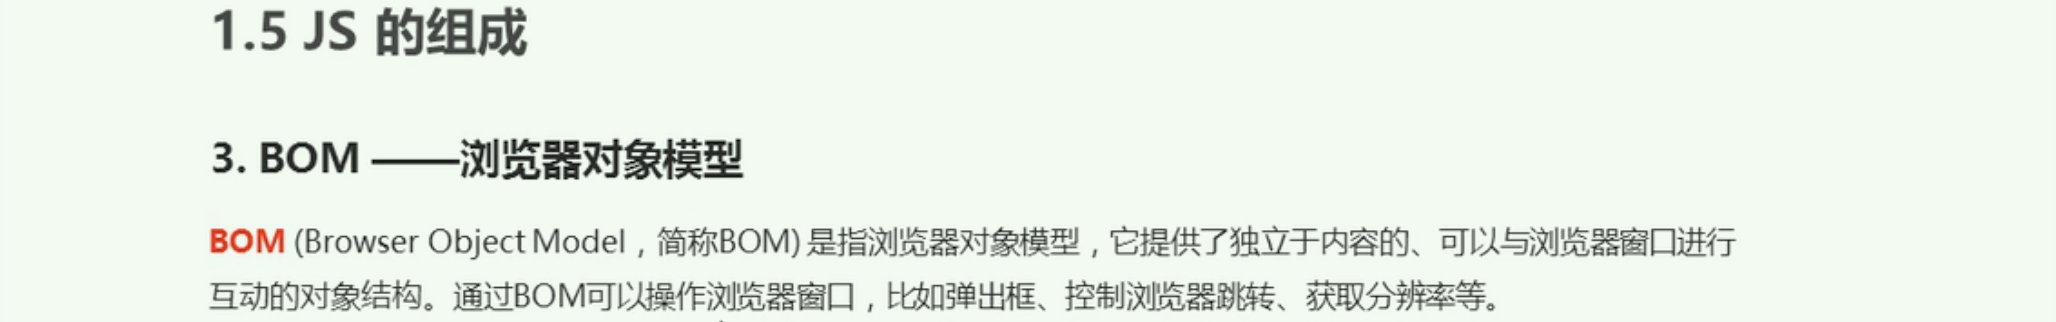 1.5 JS 的组成
3. BOM ——浏览器对象模型
BOM (Browser Object Model，简称BOM) 是指浏览器对象模型，它提供了独立于内容的、可以与浏览器窗口进行
互动的对象结构。通过BOM可以操作浏览器窗口，比如弹出框、控制浏览器跳转、获取分辨率等。